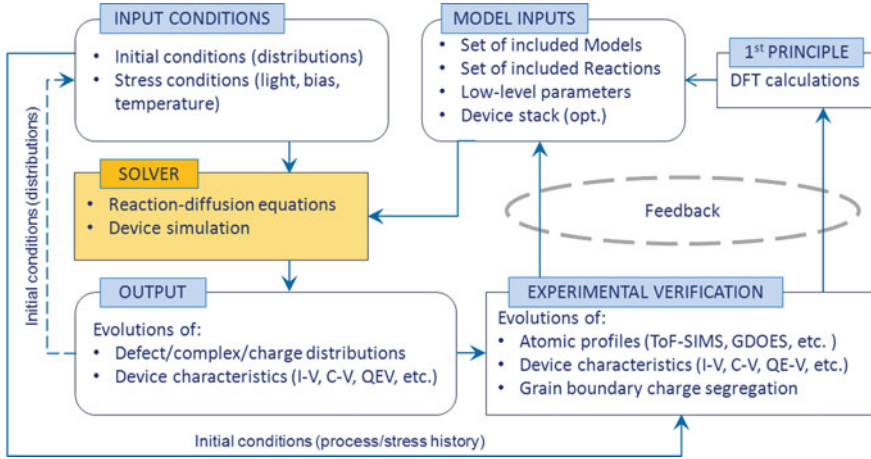 INPUT CONDITIONS
• Initial conditions (distributions)
• Stress conditions (light, bias,
temperature)
MODEL INPUTS
• Set of included Models
• Set of included Reactions
• Low-level parameters
• Device stack (opt.)
1st PRINCIPLE
DFT calculations
Initial conditions (distributions)
SOLVER
• Reaction-diffusion equations
• Device simulation
Feedback
OUTPUT
Evolutions of:
• Defect/complex/charge distributions
• Device characteristics (I-V, C-V, QEV, etc.)
EXPERIMENTAL VERIFICATION
Evolutions of:
• Atomic profiles (ToF-SIMS, GDOES, etc. )
• Device characteristics (I-V, C-V, QE-V, etc.)
• Grain boundary charge segregation
Initial conditions (process/stress history)